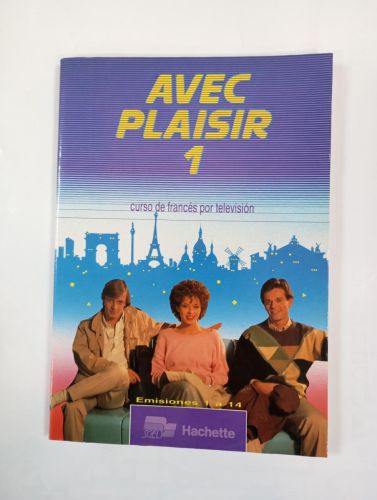 AVEC
PLAISIR
1
curso de francés por televisión
Emisiones 1 a 14
Hachette